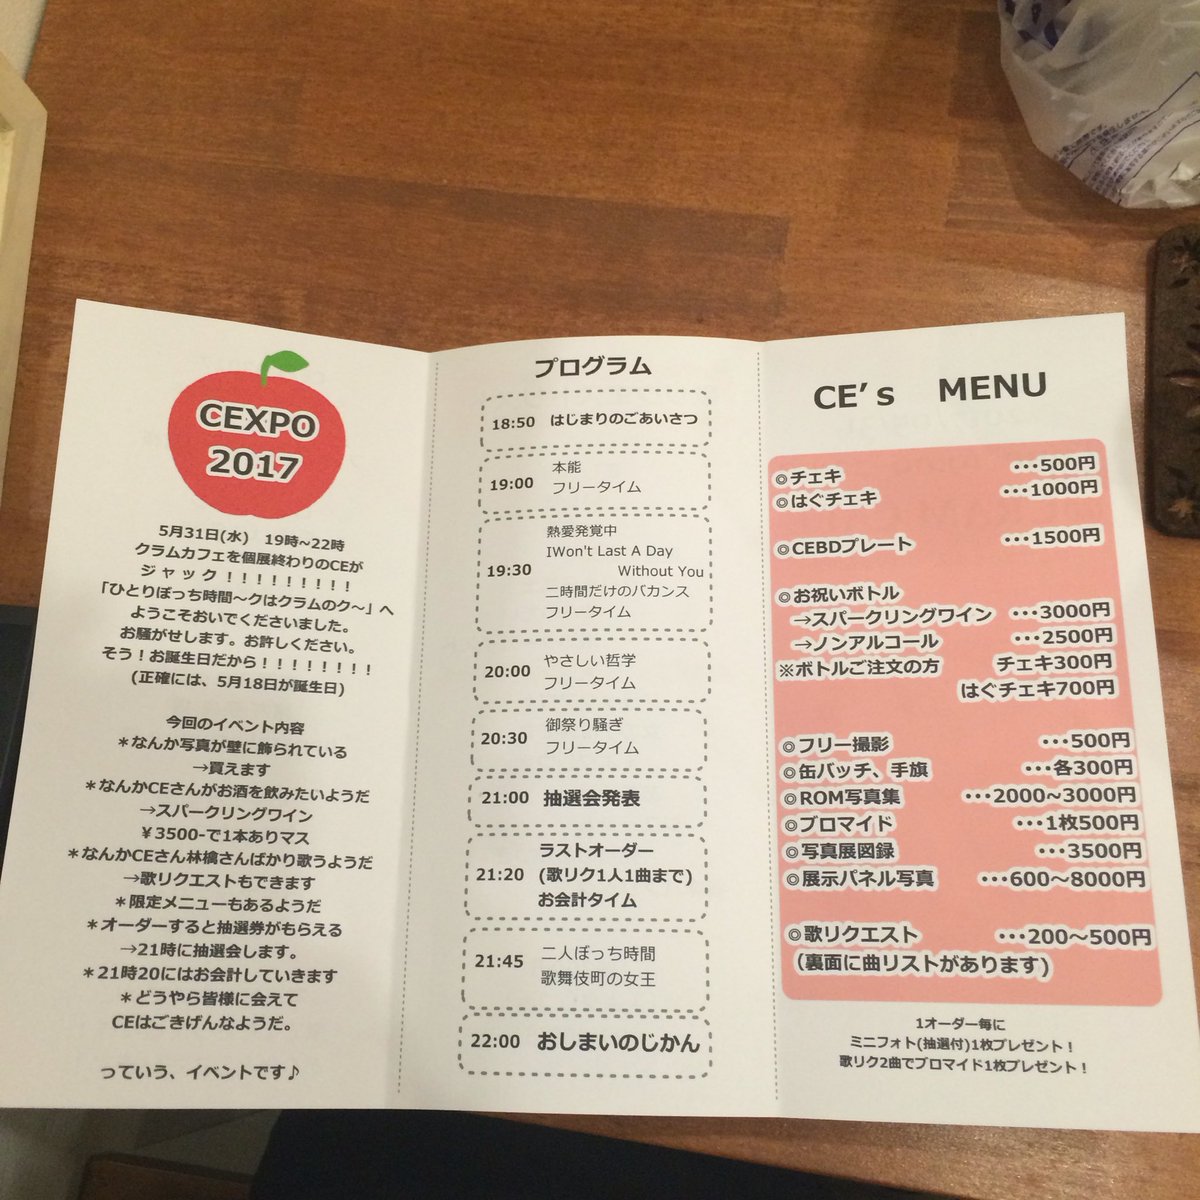 CEXPO
2017
5月31日(水) 19時~22時
クラムカフェを個展終わりのCEが
ジャック！！！！！！！！！
「ひとりぼっち時間～クはクラムのク～」へ
ようこそおいでくださいました。
お騒がせします。お許しください。
そう！お誕生日だから！！！！！！！！
(正確には、5月18日が誕生日)
今回のイベント内容
＊なんか写真が壁に飾られている
→買えます
＊なんかCEさんがお酒を飲みたいようだ
→スパークリングワイン
￥3500-で1本ありマス
＊なんかCEさん林檎さんばかり歌うようだ
→歌リクエストもできます
＊限定メニューもあるようだ
＊オーダーすると抽選券がもらえる
→21時に抽選会します。
＊21時20にはお会計していきます
＊どうやら皆様に会えて
CEはごきげんなようだ。
っていう、イベントです♪
プログラム
18:50 はじまりのごあいさつ
19:00 本能
フリータイム
19:30 熱愛発覚中
IWon't Last A Day
Without You
二時間だけのバカンス
フリータイム
20:00 やさしい哲学
フリータイム
20:30 御祭り騒ぎ
フリータイム
21:00 抽選会発表
21:20 ラストオーダー
(歌リク1人1曲まで)
お会計タイム
21:45 二人ぼっち時間
歌舞伎町の女王
22:00 おしまいのじかん
CE's MENU
◎チェキ ･･･500円
◎はぐチェキ ･･･1000円
◎CEBDプレート ･･･1500円
◎お祝いボトル
→スパークリングワイン ･･･3000円
→ノンアルコール ･･･2500円
※ボトルご注文の方 チェキ300円
はぐチェキ700円
◎フリー撮影 ･･･500円
◎缶バッチ、手旗 ･･･各300円
◎ROM写真集 ･･･2000～3000円
◎ブロマイド ･･･1枚500円
◎写真展図録 ･･･3500円
◎展示パネル写真 ･･･600～8000円
◎歌リクエスト ･･･200～500円
(裏面に曲リストがあります)
1オーダー毎に
ミニフォト(抽選付)1枚プレゼント！
歌リク2曲でブロマイド1枚プレゼント！